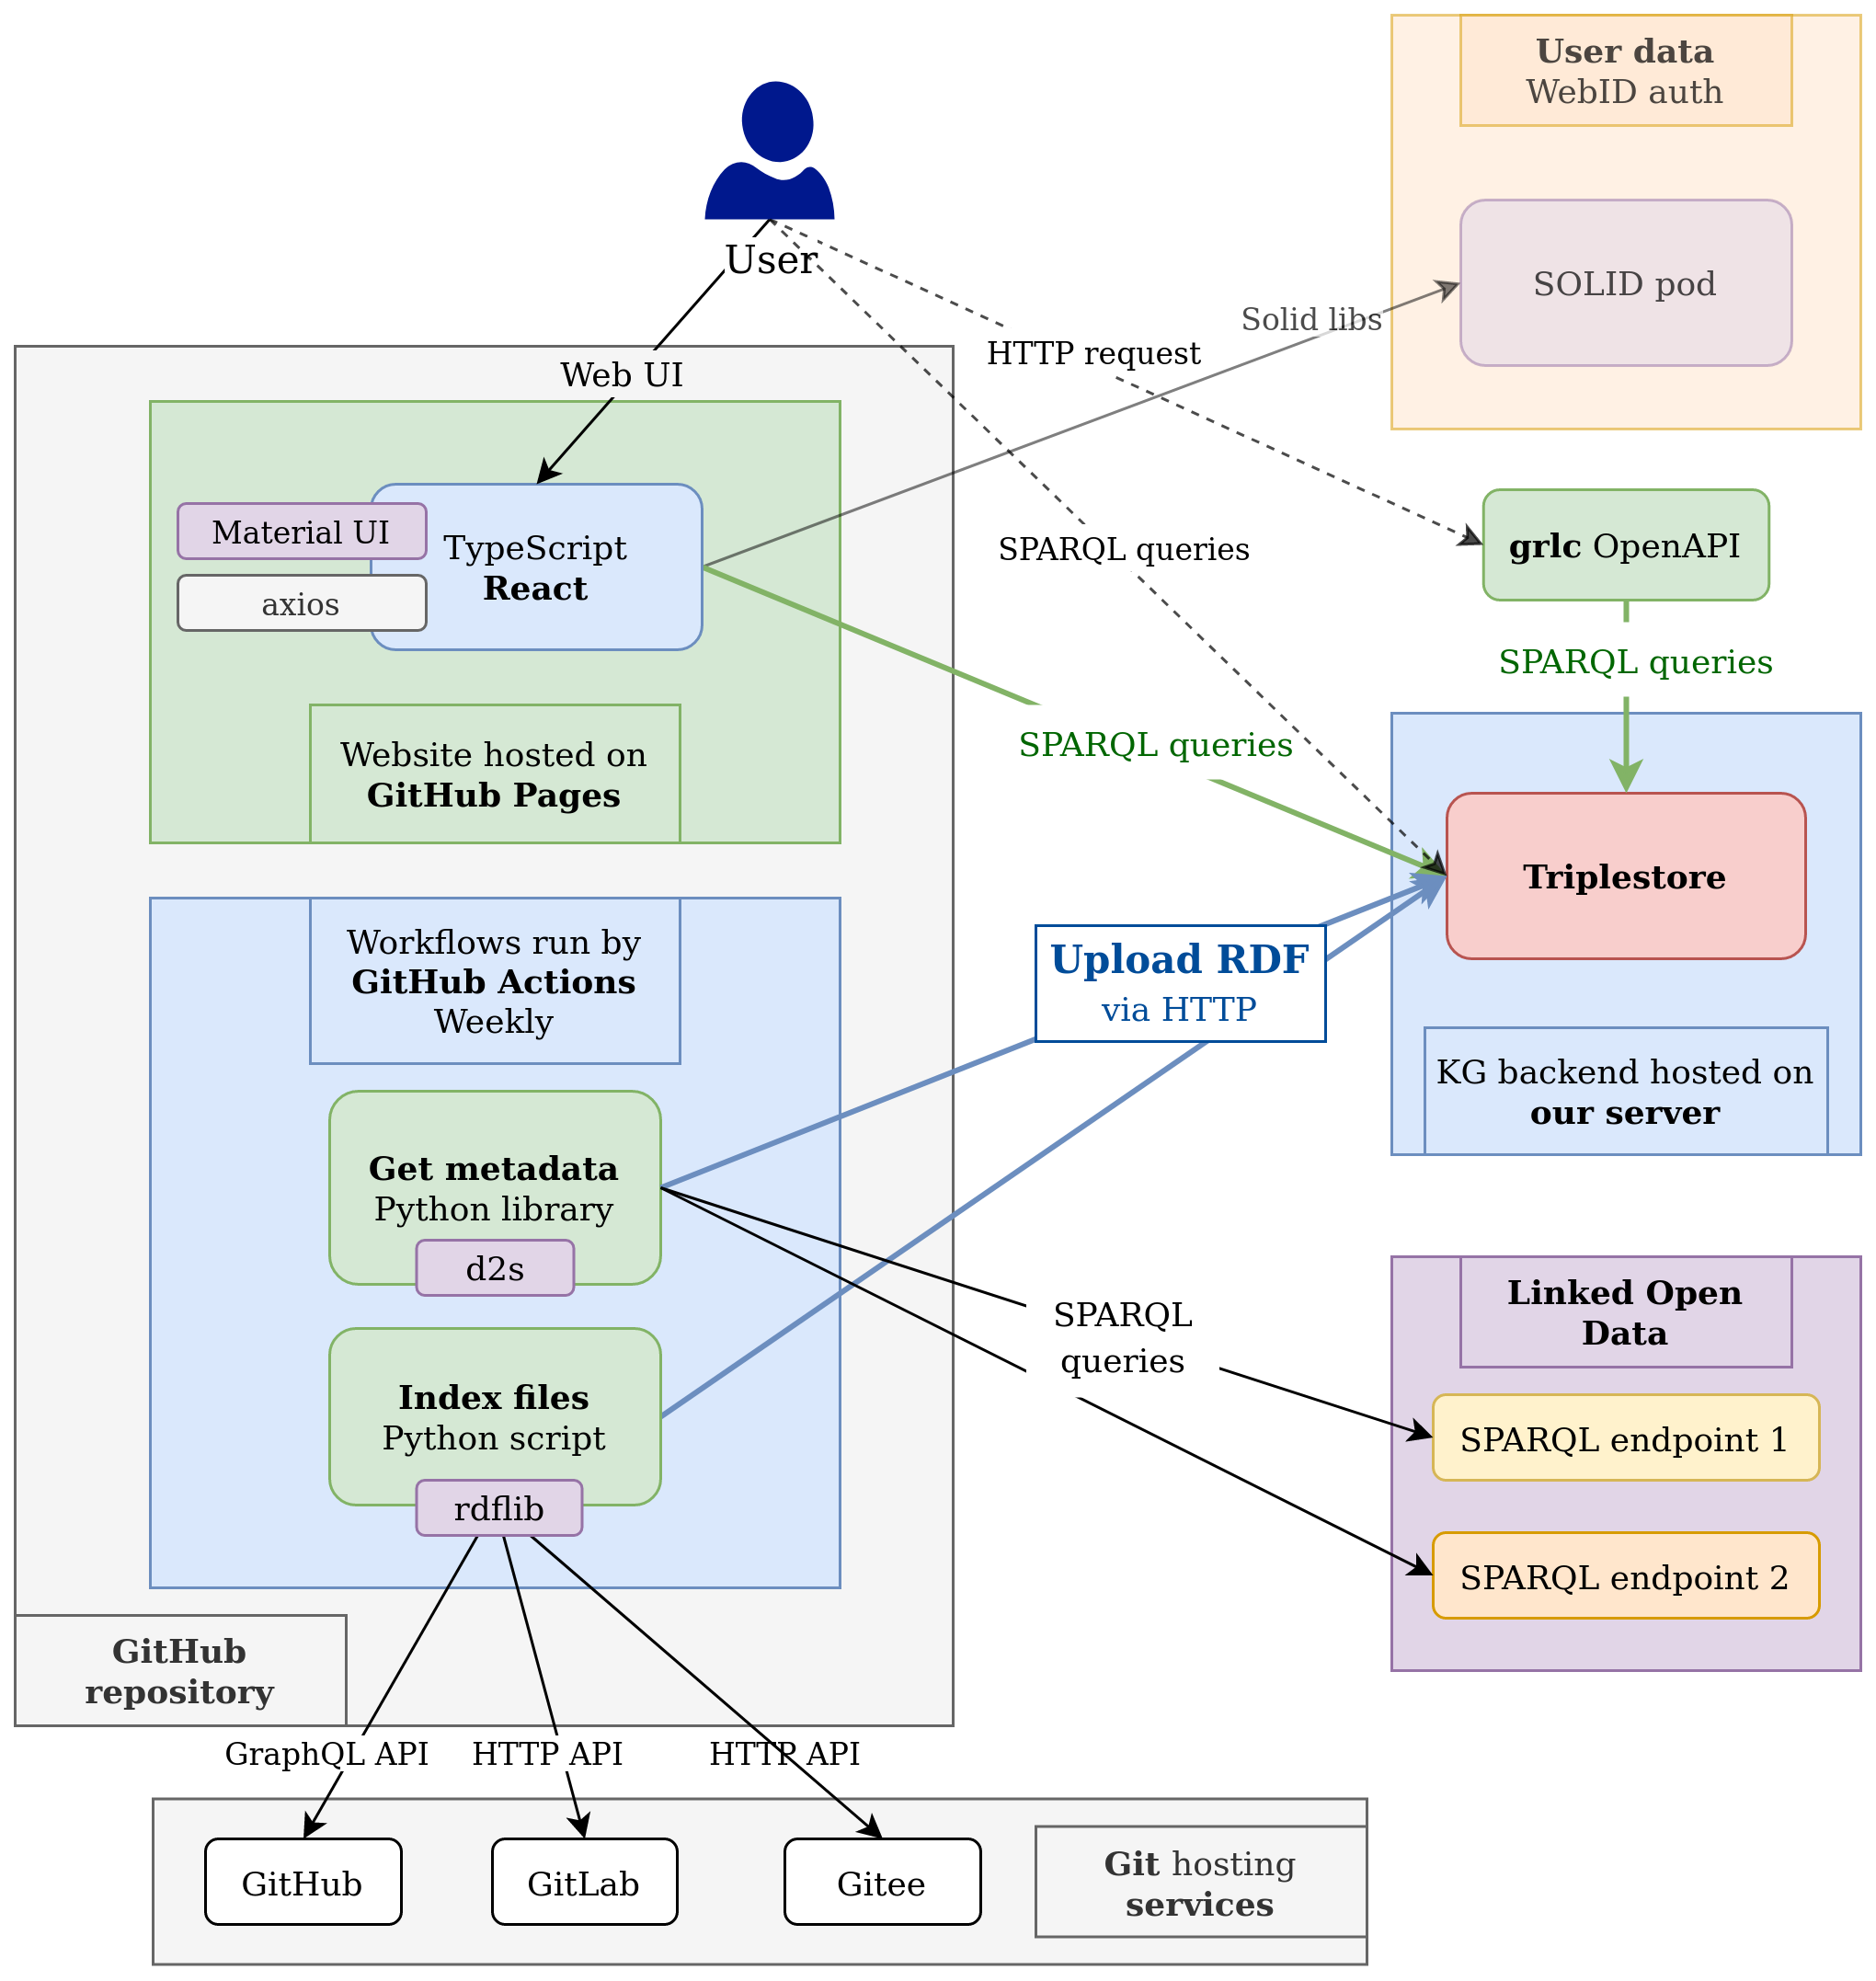 User data
WebID auth
User
Solid libs
SOLID pod
HTTP request
Web UI
Material UI
axios
TypeScript
React
SPARQL queries
grlc OpenAPI
SPARQL queries
SPARQL queries
Website hosted on
GitHub Pages
Triplestore
Workflows run by
GitHub Actions
Weekly
Upload RDF
via HTTP
KG backend hosted on
our server
Get metadata
Python library
d2s
Linked Open
Data
SPARQL
queries
Index files
Python script
rdflib
SPARQL endpoint 1
SPARQL endpoint 2
GitHub
repository
GraphQL API
HTTP API
HTTP API
GitHub
GitLab
Gitee
Git hosting
services